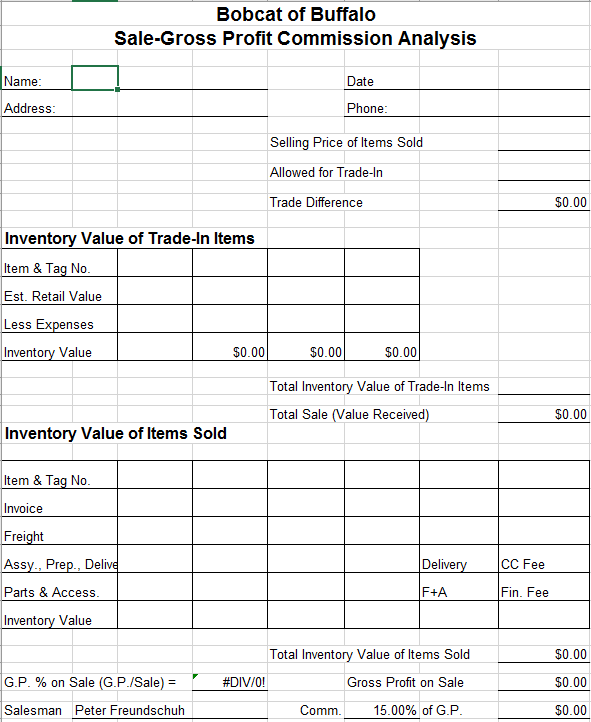 Bobcat of Buffalo
Sale-Gross Profit Commission Analysis
Name: Date
Address: Phone:
Selling Price of Items Sold
Allowed for Trade-In
Trade Difference $0.00
Inventory Value of Trade-In Items
Item & Tag No.
Est. Retail Value
Less Expenses
Inventory Value $0.00 $0.00 $0.00
Total Inventory Value of Trade-In Items
Total Sale (Value Received) $0.00
Inventory Value of Items Sold
Item & Tag No.
Invoice
Freight
Assy., Prep., Delive Delivery CC Fee
Parts & Access. F+A Fin. Fee
Inventory Value
Total Inventory Value of Items Sold $0.00
G.P. % on Sale (G.P./Sale) = #DIV/0! Gross Profit on Sale $0.00
Salesman Peter Freundschuh Comm. 15.00% of G.P. $0.00